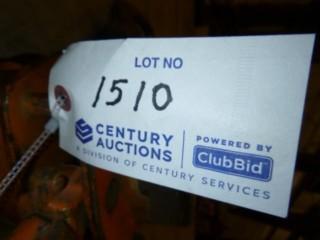 LOT NO
1510
CENTURY
AUCTIONS
A DIVISION OF CENTURY SERVICES
POWERED BY
ClubBid